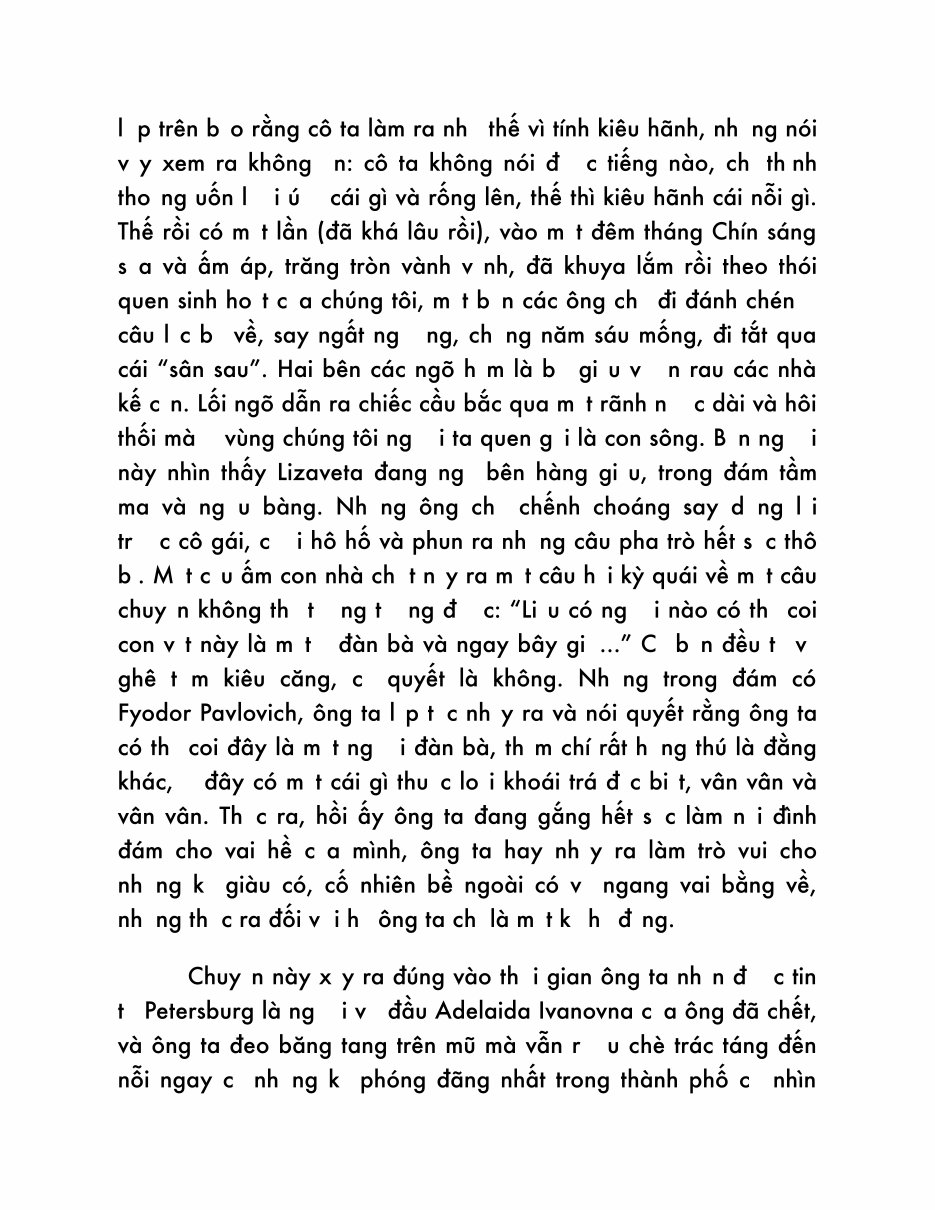 l p trên b o rằng cô ta làm ra nh thế vì tính kiêu hãnh, nh ng nói
v y xem ra không n: cô ta không nói đ c tiếng nào, ch th nh
tho ng uốn l i ú cái gì và rống lên, thế thì kiêu hãnh cái nỗi gì.
Thế rồi có m t lần (đã khá lâu rồi), vào m t đêm tháng Chín sáng
s a và ấm áp, trăng tròn vành v nh, đã khuya lắm rồi theo thói
quen sinh ho t c a chúng tôi, m t b n các ông ch đi đánh chén
câu l c b về, say ngất ng ng, ch ng năm sáu mống, đi tắt qua
cái “sân sau”. Hai bên các ngõ h m là b gi u v n rau các nhà
kế c n. Lối ngõ dẫn ra chiếc cầu bắc qua m t rãnh n c dài và hôi
thối mà vùng chúng tôi ng i ta quen g i là con sông. B n ng i
này nhìn thấy Lizaveta đang ng bên hàng gi u, trong đám tầm
ma và ng u bàng. Nh ng ông ch chếnh choáng say d ng l i
tr c cô gái, c i hô hố và phun ra nh ng câu pha trò hết s c thô
b . M t c u ấm con nhà ch t n y ra m t câu h i kỳ quái về m t câu
chuy n không th t ng t ng đ c: “Li u có ng i nào có th coi
con v t này là m t đàn bà và ngay bây gi ...” C b n đều t v
ghê t m kiêu căng, c quyết là không. Nh ng trong đám có
Fyodor Pavlovich, ông ta l p t c nh y ra và nói quyết rằng ông ta
có th coi đây là m t ng i đàn bà, th m chí rất h ng thú là đằng
khác, đây có m t cái gì thu c lo i khoái trá đ c bi t, vân vân và
vân vân. Th c ra, hồi ấy ông ta đang gắng hết s c làm n i đình
đám cho vai hề c a mình, ông ta hay nh y ra làm trò vui cho
nh ng k giàu có, cố nhiên bề ngoài có v ngang vai bằng vế,
nh ng th c ra đối v i h ông ta ch là m t k h đ ng.
Chuy n này x y ra đúng vào th i gian ông ta nh n đ c tin
t Petersburg là ng i v đầu Adelaida Ivanovna c a ông đã chết,
và ông ta đeo băng tang trên mũ mà vẫn r u chè trác táng đến
nỗi ngay c nh ng k phóng đãng nhất trong thành phố c nhìn